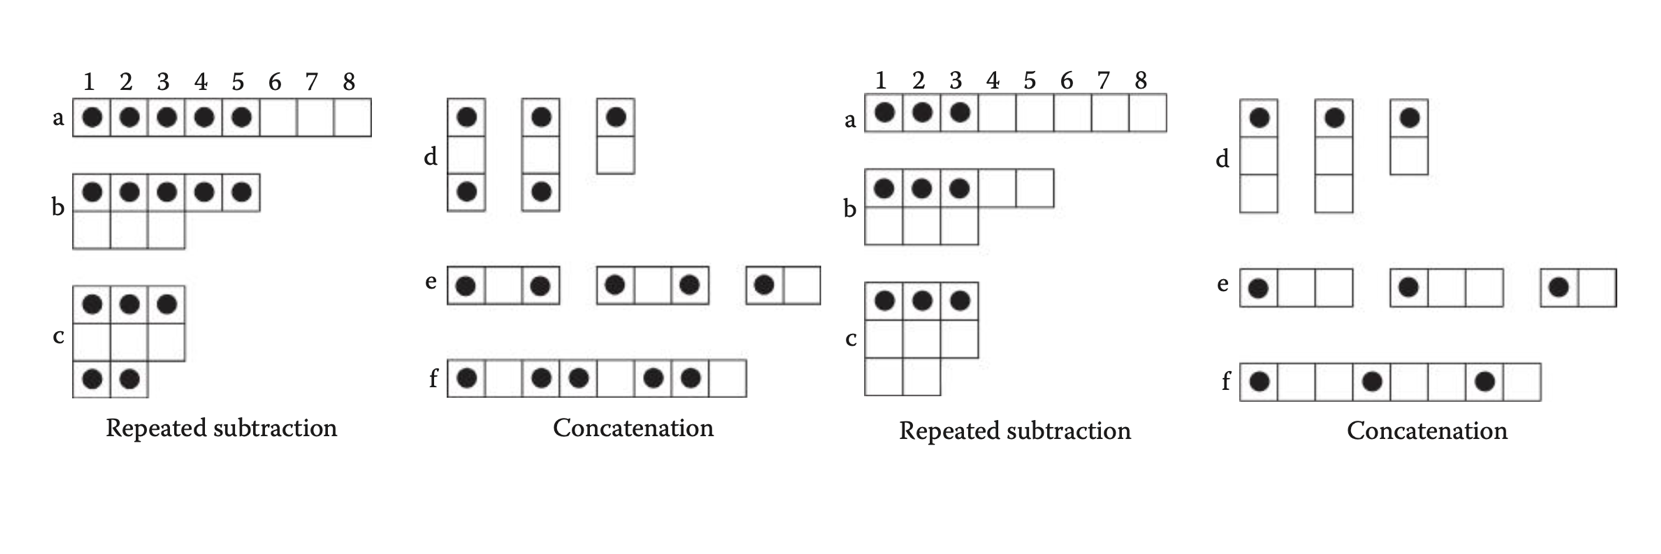 1 2 3 4 5 6 7 8
a
b
c
Repeated subtraction
d
e
f
Concatenation
1 2 3 4 5 6 7 8
a
b
c
Repeated subtraction
d
e
f
Concatenation